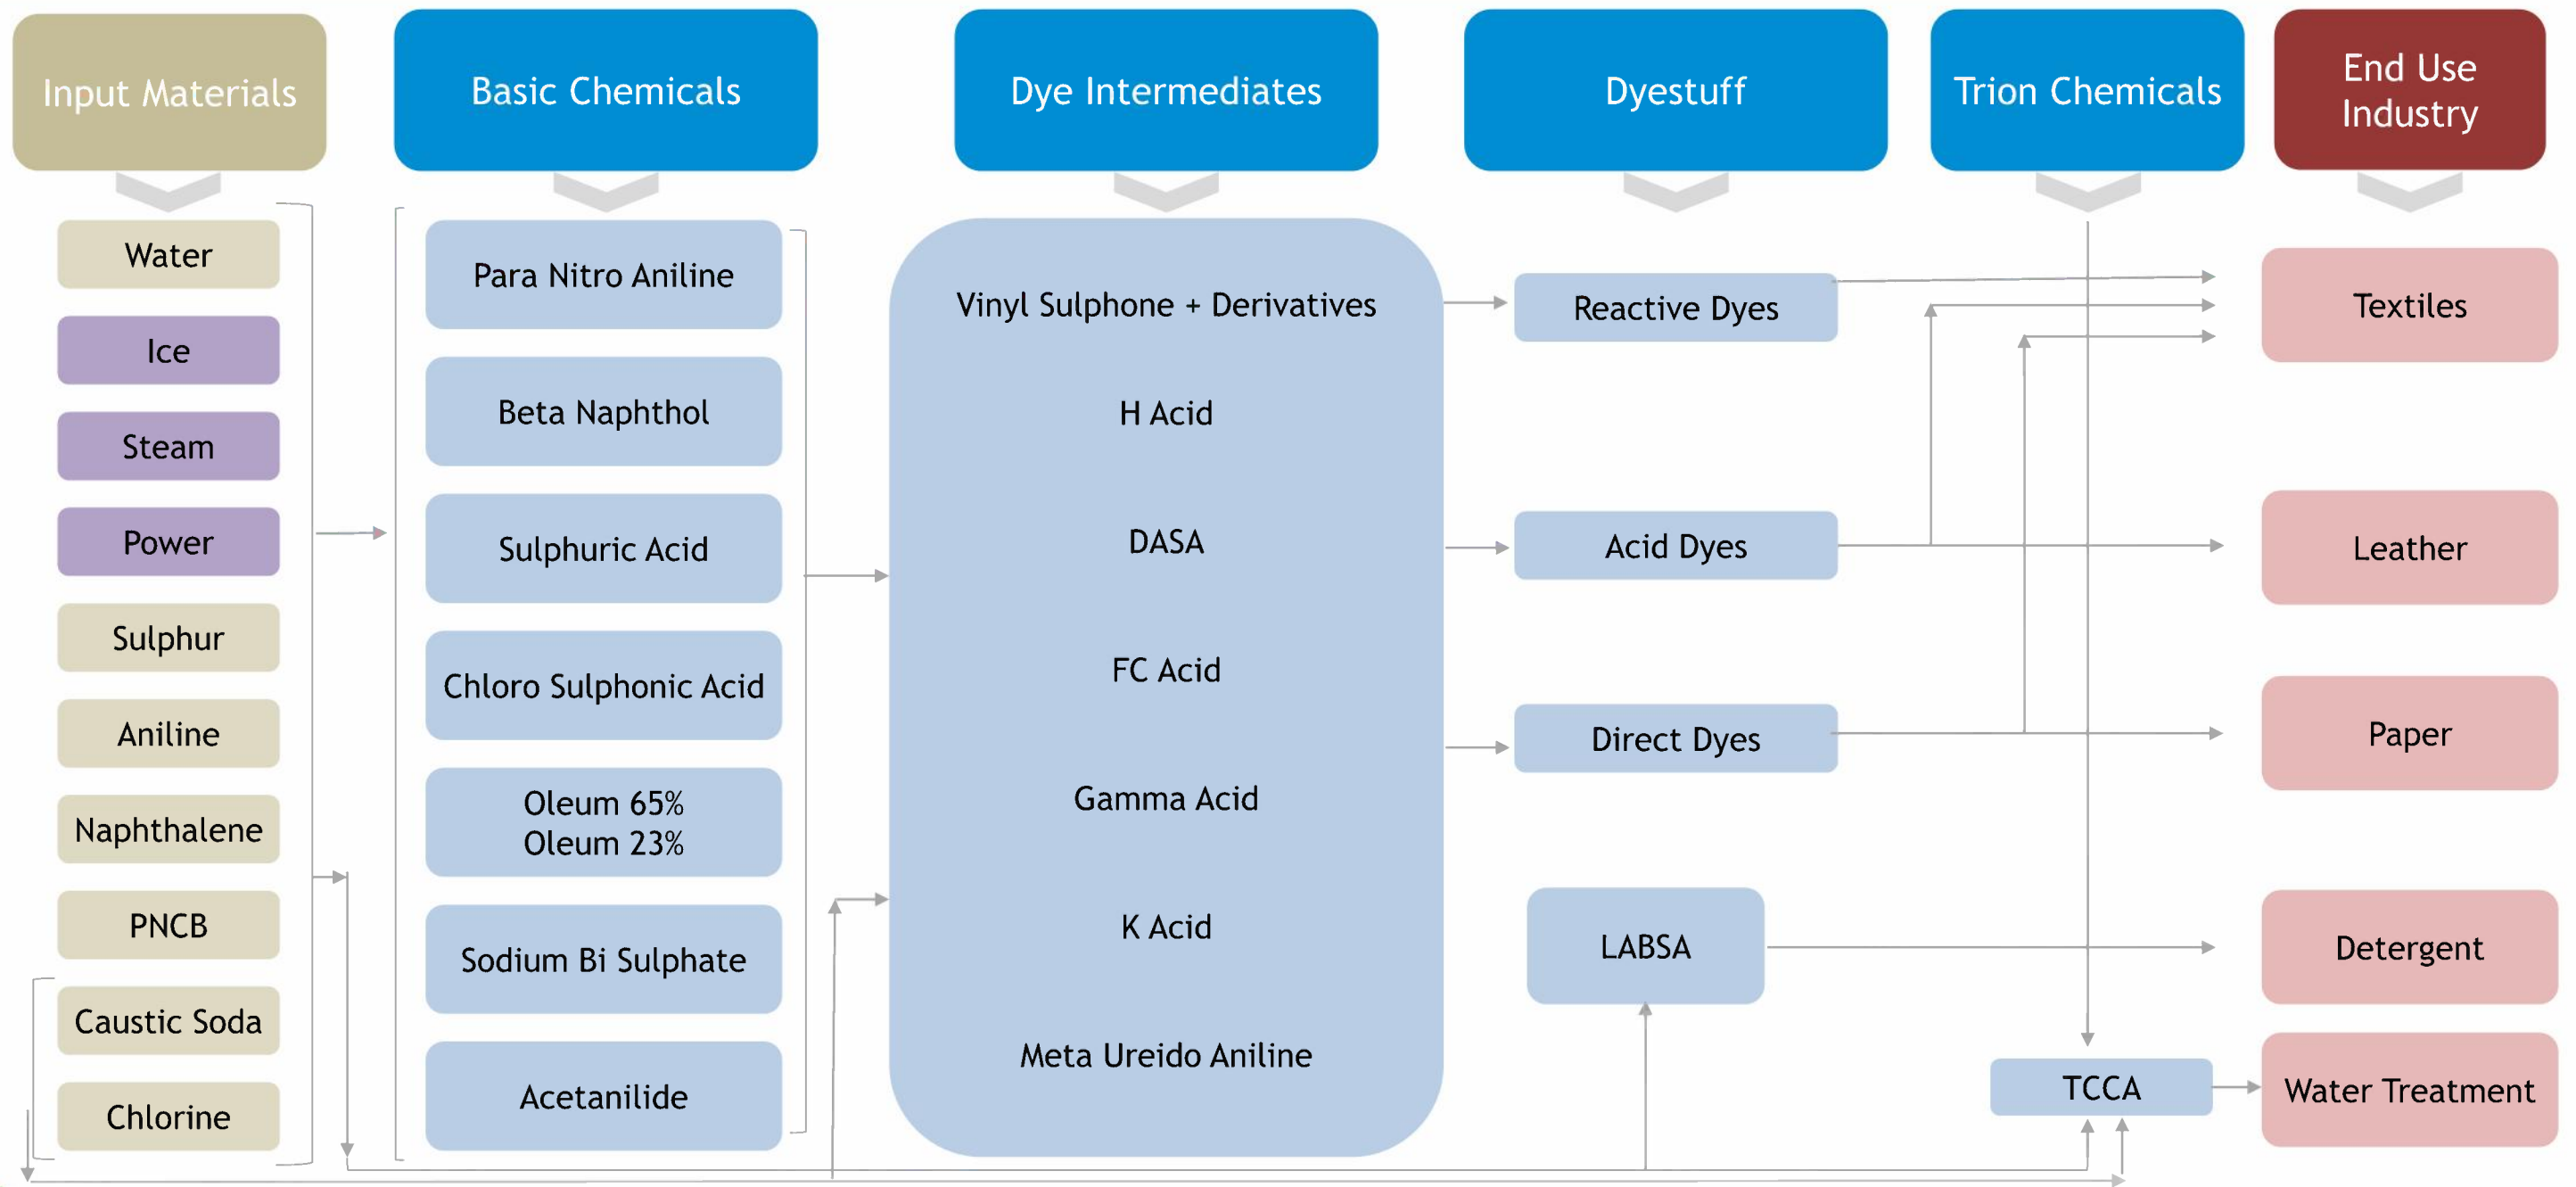 Input Materials
Basic Chemicals
Dye Intermediates
Dyestuff
Trion Chemicals
End Use
Industry
Water
Ice
Steam
Power
Sulphur
Aniline
Naphthalene
PNCB
Caustic Soda
Chlorine
Para Nitro Aniline
Beta Naphthol
Sulphuric Acid
Chloro Sulphonic Acid
Oleum 65%
Oleum 23%
Sodium Bi Sulphate
Acetanilide
Vinyl Sulphone + Derivatives
H Acid
DASA
FC Acid
Gamma Acid
K Acid
Meta Ureido Aniline
Reactive Dyes
Acid Dyes
Direct Dyes
LABSA
TCCA
Textiles
Leather
Paper
Detergent
Water Treatment